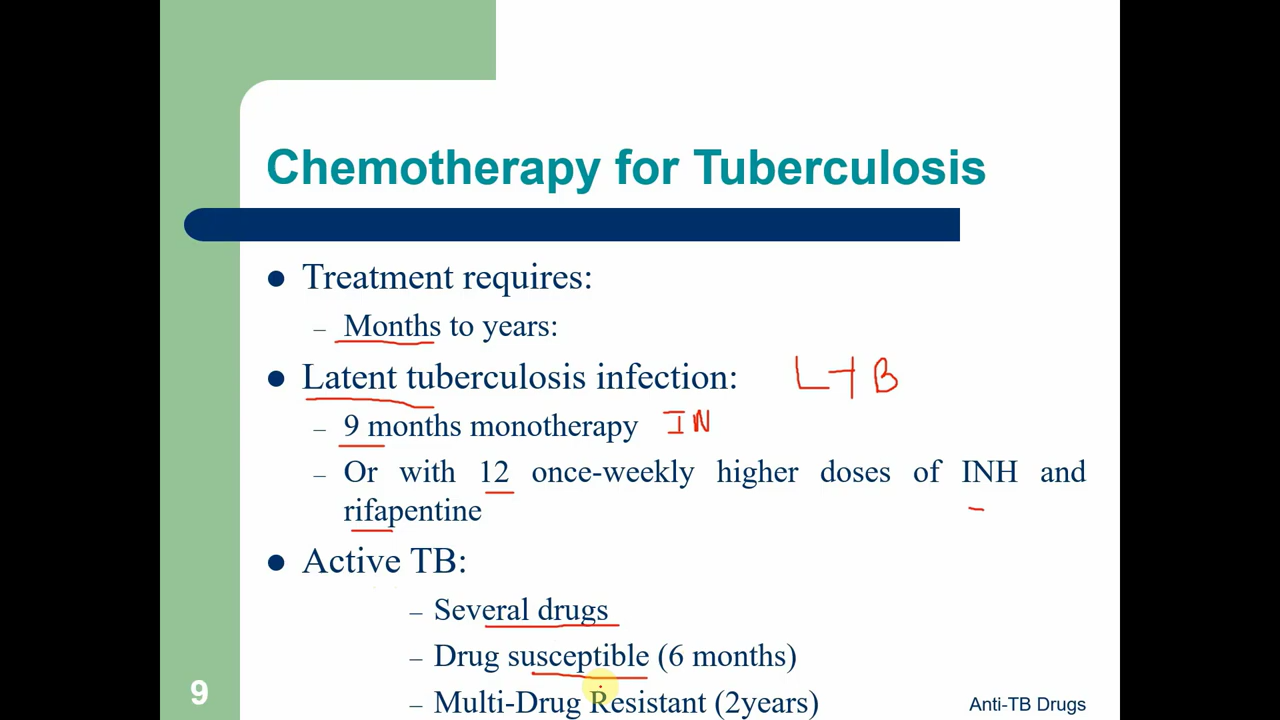 Chemotherapy for Tuberculosis
● Treatment requires:
– Months to years:
● Latent tuberculosis infection: LTB
– 9 months monotherapy IN
– Or with 12 once-weekly higher doses of INH and
rifapentine
● Active TB:
– Several drugs
– Drug susceptible (6 months)
– Multi-Drug Resistant (2years)
9
Anti-TB Drugs